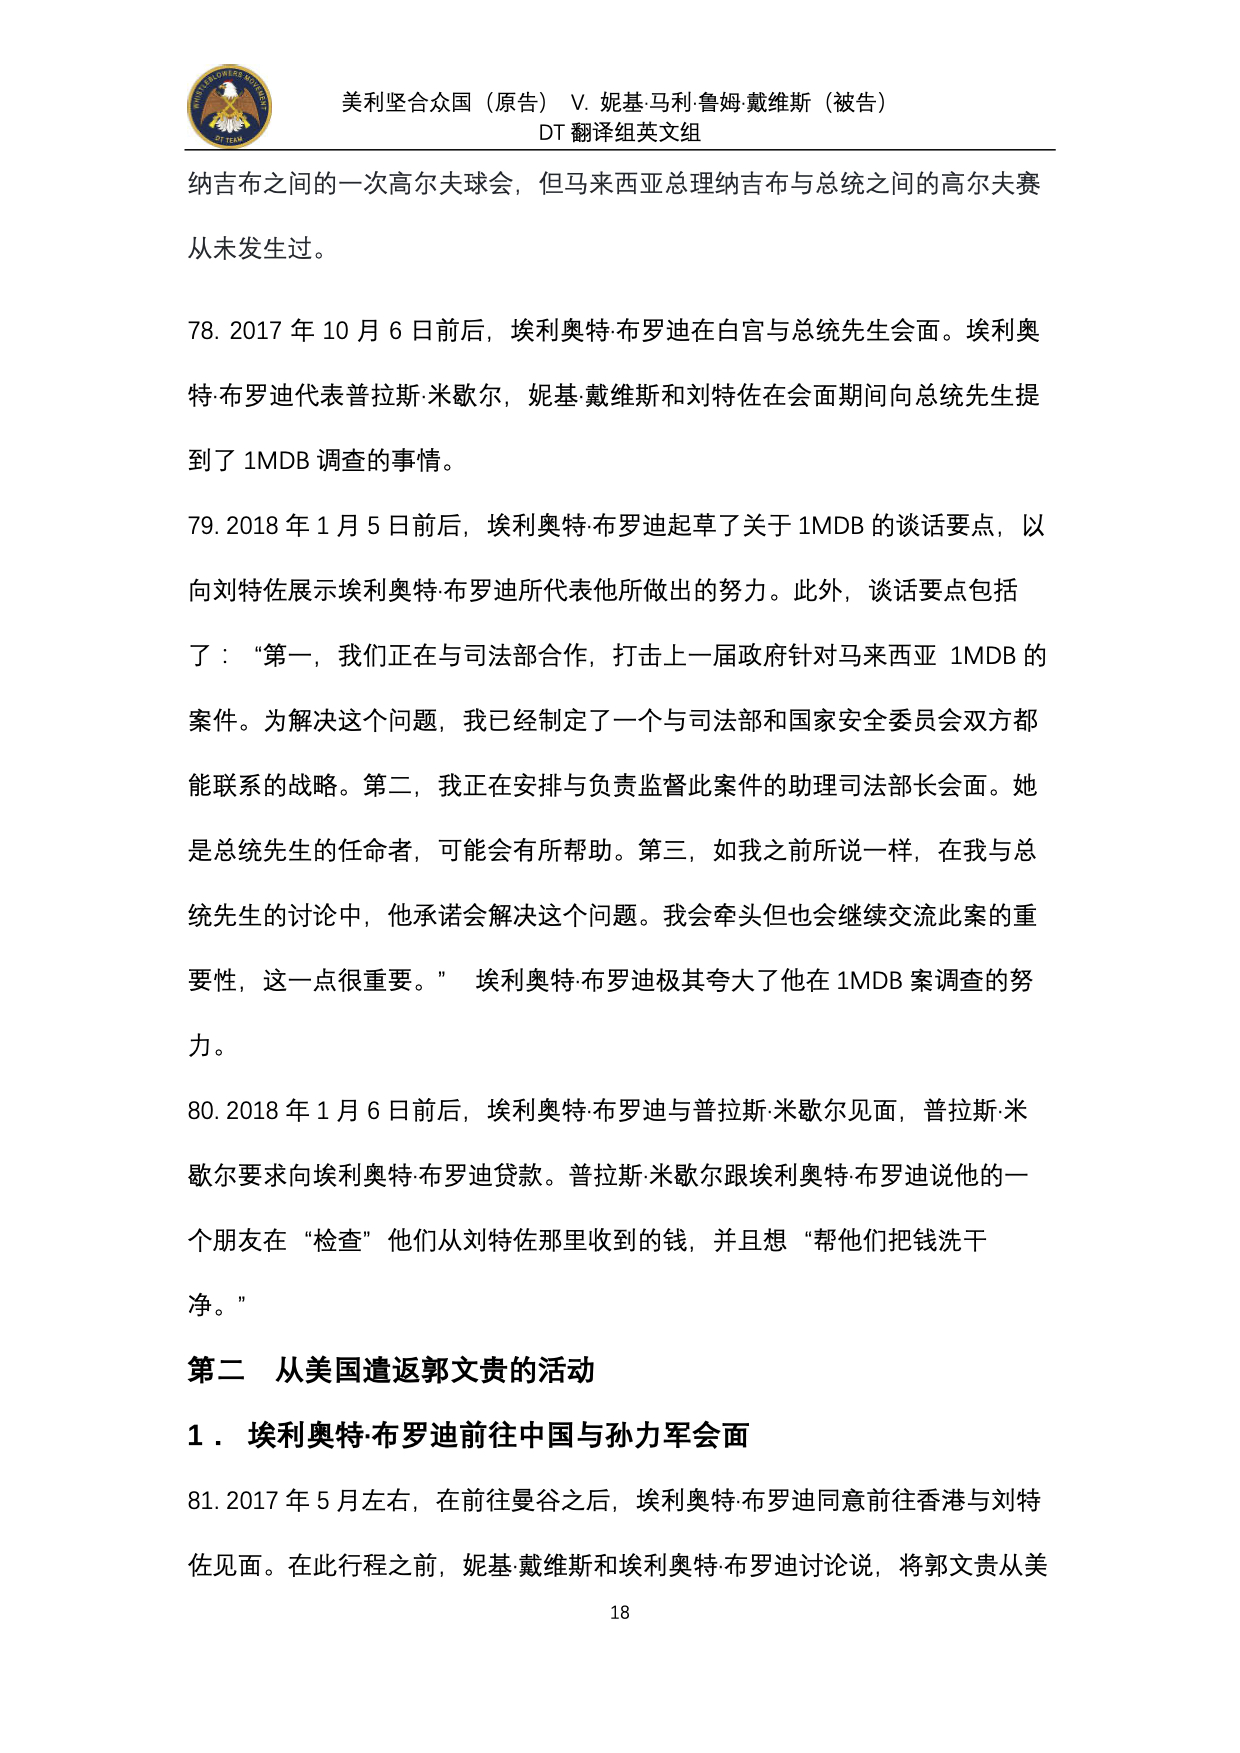 WHISTLEBLOWERS MOVEMENT
DT TEAM
美利坚合众国（原告） V. 妮基·马利·鲁姆·戴维斯（被告）
DT 翻译组英文组
纳吉布之间的一次高尔夫球会，但马来西亚总理纳吉布与总统之间的高尔夫赛
从未发生过。
78. 2017 年 10 月 6 日前后，埃利奥特·布罗迪在白宫与总统先生会面。埃利奥
特·布罗迪代表普拉斯·米歇尔，妮基·戴维斯和刘特佐在会面期间向总统先生提
到了 1MDB 调查的事情。
79. 2018 年 1 月 5 日前后，埃利奥特·布罗迪起草了关于 1MDB 的谈话要点，以
向刘特佐展示埃利奥特·布罗迪所代表他所做出的努力。此外，谈话要点包括
了： “第一，我们正在与司法部合作，打击上一届政府针对马来西亚 1MDB 的
案件。为解决这个问题，我已经制定了一个与司法部和国家安全委员会双方都
能联系的战略。第二，我正在安排与负责监督此案件的助理司法部长会面。她
是总统先生的任命者，可能会有所帮助。第三，如我之前所说一样，在我与总
统先生的讨论中，他承诺会解决这个问题。我会牵头但也会继续交流此案的重
要性，这一点很重要。” 埃利奥特·布罗迪极其夸大了他在 1MDB 案调查的努
力。
80. 2018 年 1 月 6 日前后，埃利奥特·布罗迪与普拉斯·米歇尔见面，普拉斯·米
歇尔要求向埃利奥特·布罗迪贷款。普拉斯·米歇尔跟埃利奥特·布罗迪说他的一
个朋友在 “检查” 他们从刘特佐那里收到的钱，并且想 “帮他们把钱洗干
净。”
第二 从美国遣返郭文贵的活动
1． 埃利奥特·布罗迪前往中国与孙力军会面
81. 2017 年 5 月左右，在前往曼谷之后，埃利奥特·布罗迪同意前往香港与刘特
佐见面。在此行程之前，妮基·戴维斯和埃利奥特·布罗迪讨论说，将郭文贵从美
18